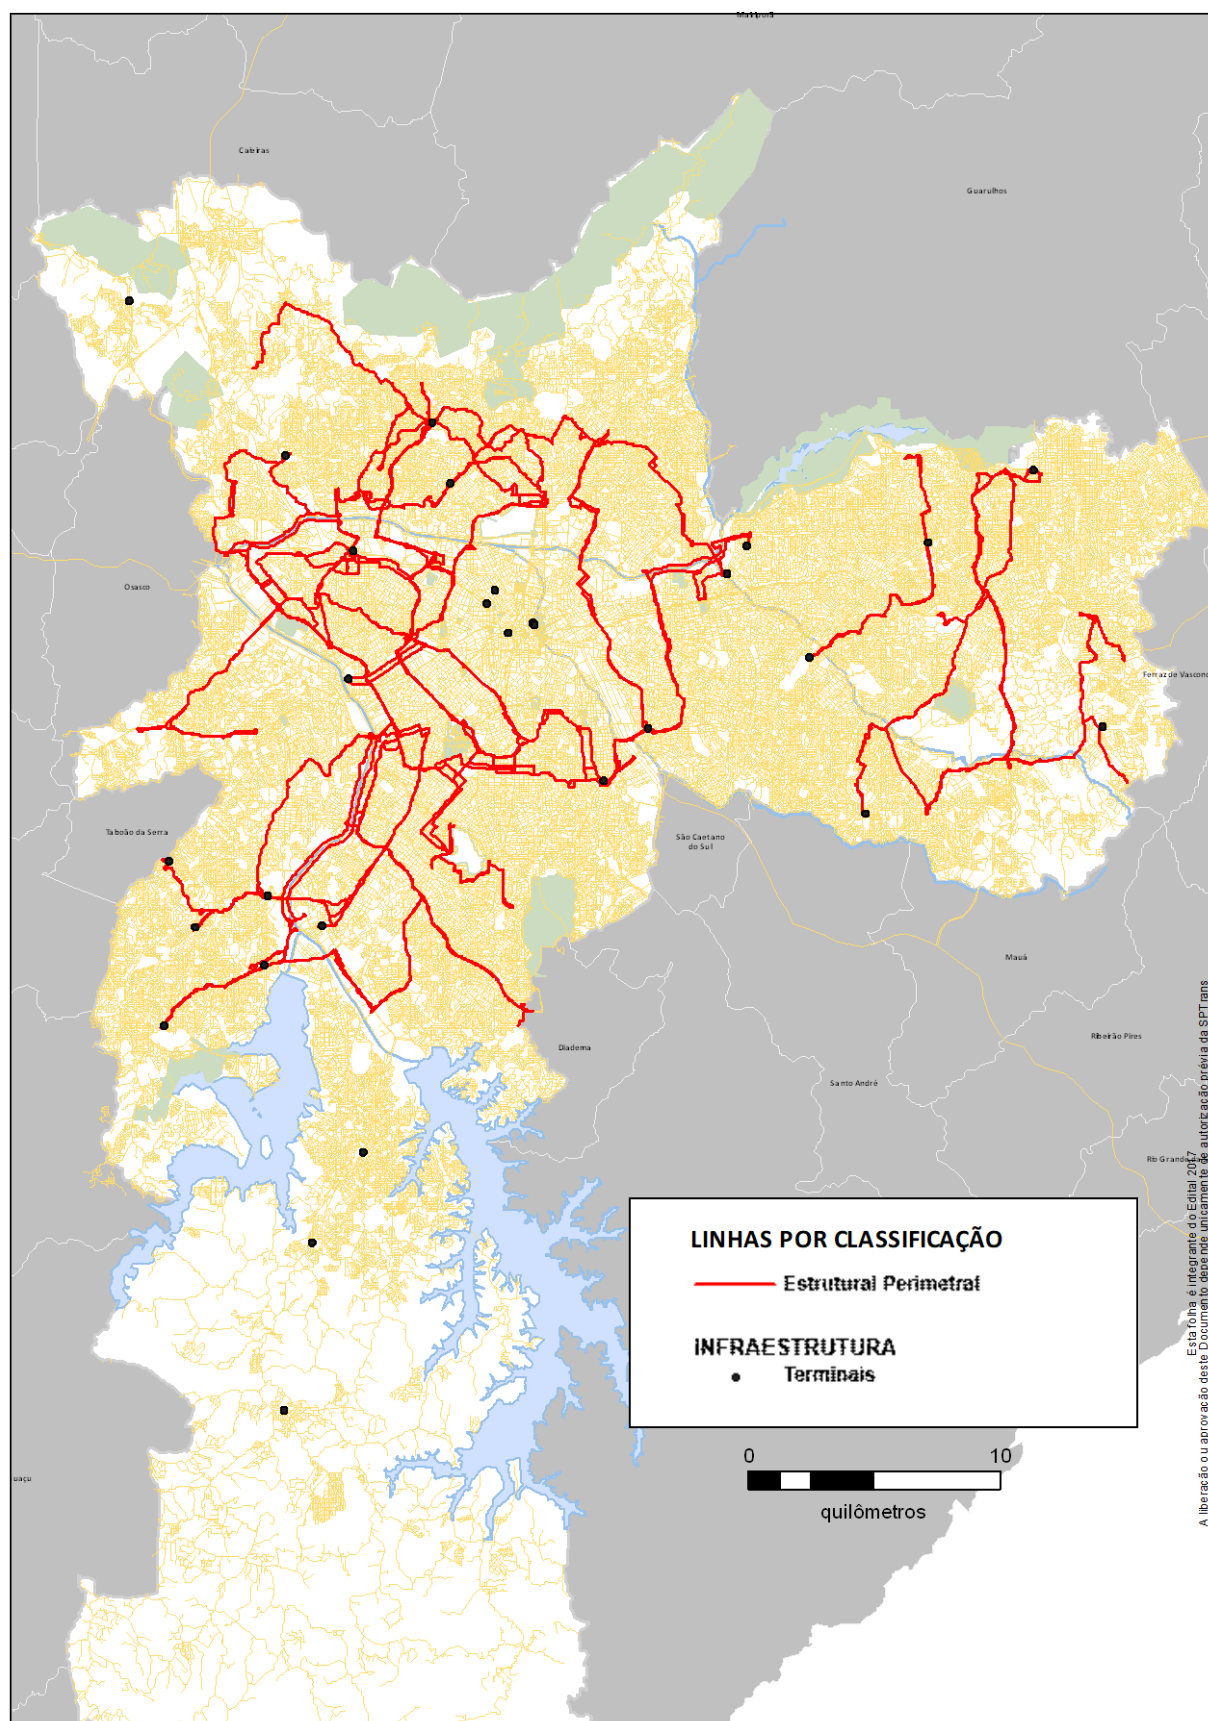 Mairiporã
Caieiras
Guarulhos
Osasco
Ferraz de Vasconc
Taboão da Serra
São Caetano
do Sul
Mauá
Diadema
Ribeirão Pires
Santo André
Rio Grande da
LINHAS POR CLASSIFICAÇÃO
Estrutural Perimetral
INFRAESTRUTURA
Terminais
0 10
quilômetros
uaçu
Esta folha é integrante do Edital 2017.
A liberação ou aprovação deste Documento depende unicamente de autorização prévia da SPTrans